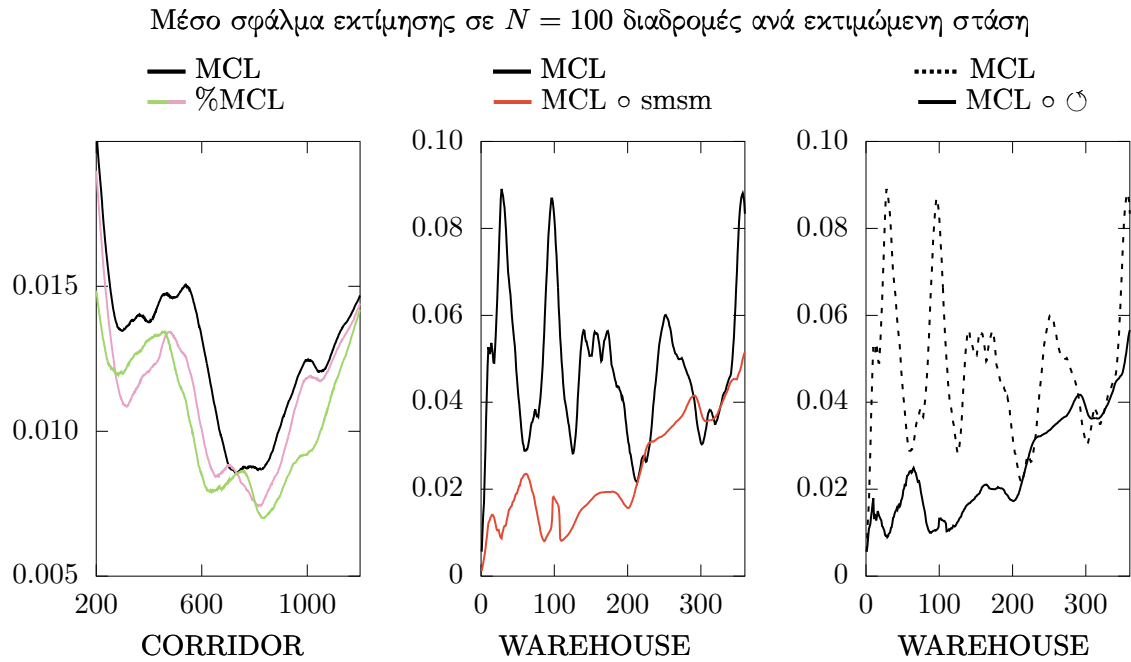 Μέσο σφάλμα εκτίμησης σε N = 100 διαδρομές ανά εκτιμώμενη στάση
MCL
%MCL
MCL
MCL ∘ smsm
MCL
MCL ∘ ↺
0.015
0.010
0.005
200 600 1000
CORRIDOR
0.10
0.08
0.06
0.04
0.02
0
0 100 200 300
WAREHOUSE
0.10
0.08
0.06
0.04
0.02
0
0 100 200 300
WAREHOUSE